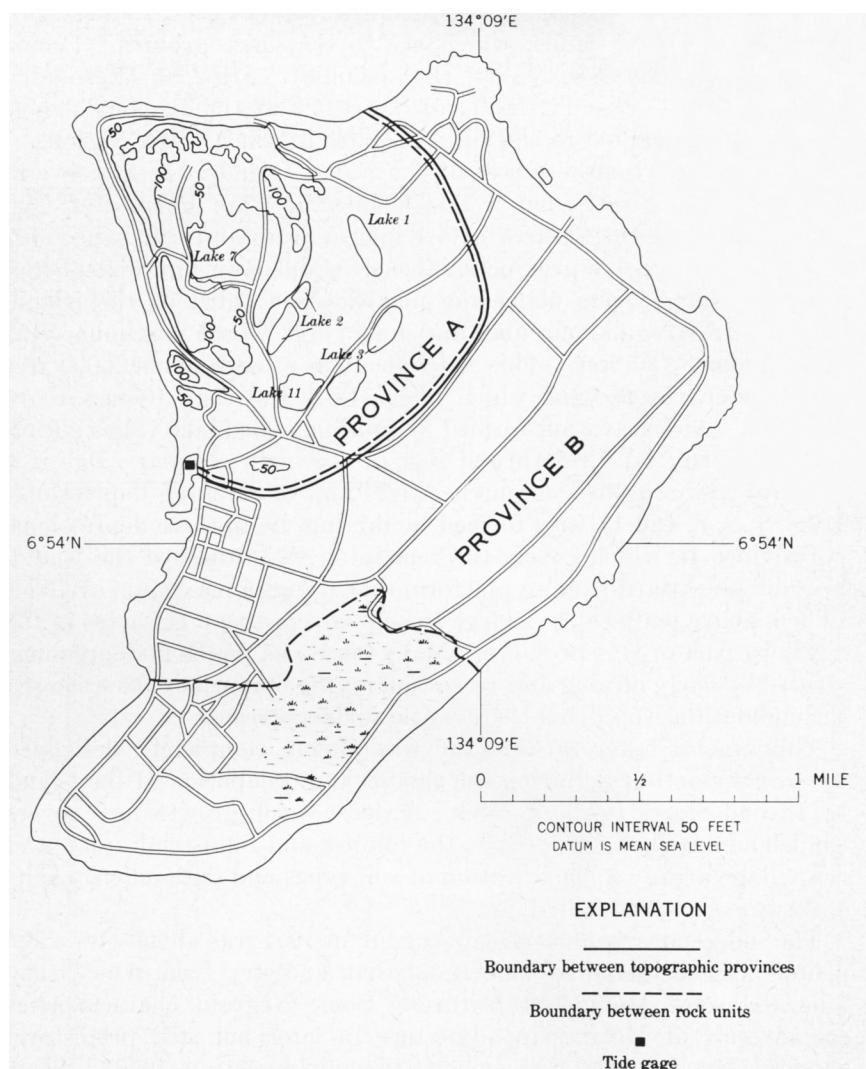 134°09'E
50
100
50
100
Lake 1
Lake 7
50
Lake 2
100
Lake 3
100
50
Lake 11
PROVINCE A
50
PROVINCE B
6°54'N
6°54'N
134°09'E
0 ½ 1 MILE
CONTOUR INTERVAL 50 FEET
DATUM IS MEAN SEA LEVEL
EXPLANATION
Boundary between topographic provinces
Boundary between rock units
Tide gage